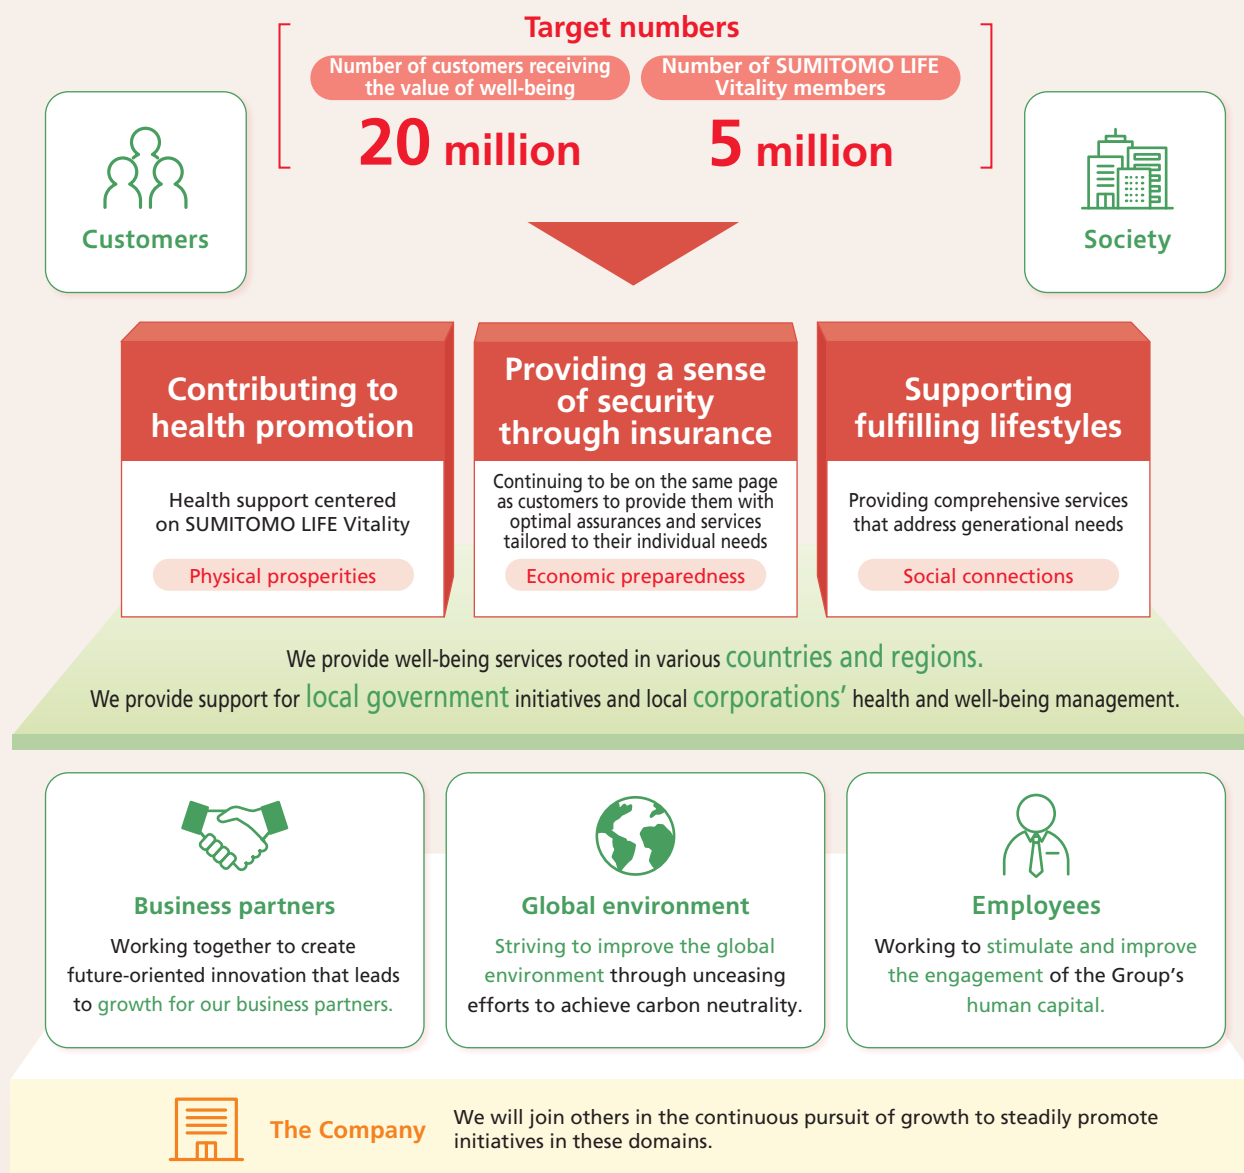 Target numbers
Number of customers receiving
the value of well-being
20 million
Number of SUMITOMO LIFE
Vitality members
5 million
Customers
Society
Contributing to
health promotion
Health support centered
on SUMITOMO LIFE Vitality
Physical prosperities
Providing a sense
of security
through insurance
Continuing to be on the same page
as customers to provide them with
optimal assurances and services
tailored to their individual needs
Economic preparedness
Supporting
fulfilling lifestyles
Providing comprehensive services
that address generational needs
Social connections
We provide well-being services rooted in various countries and regions.
We provide support for local government initiatives and local corporations’ health and well-being management.
Business partners
Working together to create
future-oriented innovation that leads
to growth for our business partners.
Global environment
Striving to improve the global
environment through unceasing
efforts to achieve carbon neutrality.
Employees
Working to stimulate and improve
the engagement of the Group’s
human capital.
The Company
We will join others in the continuous pursuit of growth to steadily promote
initiatives in these domains.